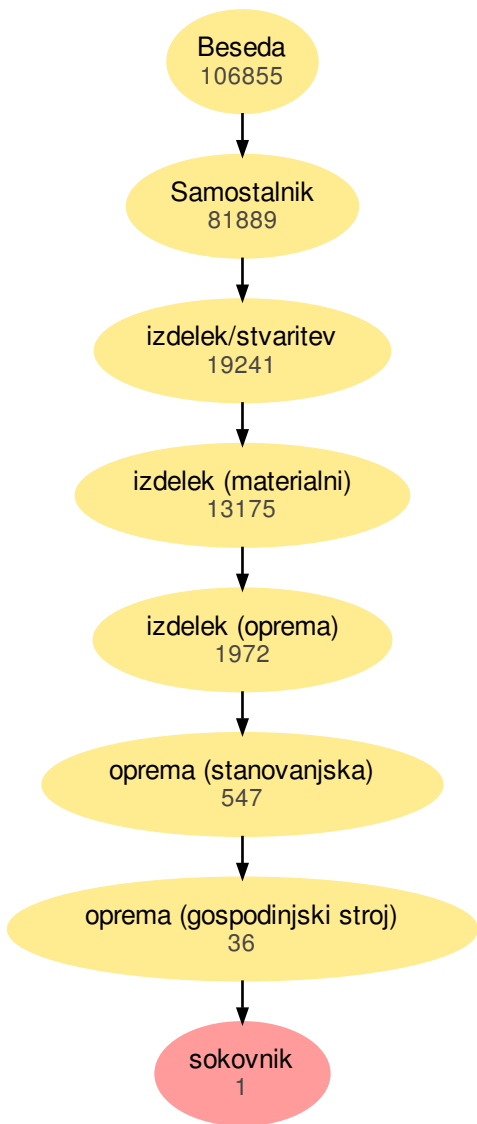 Beseda
106855
Samostalnik
81889
izdelek/stvaritev
19241
izdelek (materialni)
13175
izdelek (oprema)
1972
oprema (stanovanjska)
547
oprema (gospodinjski stroj)
36
sokovnik
1